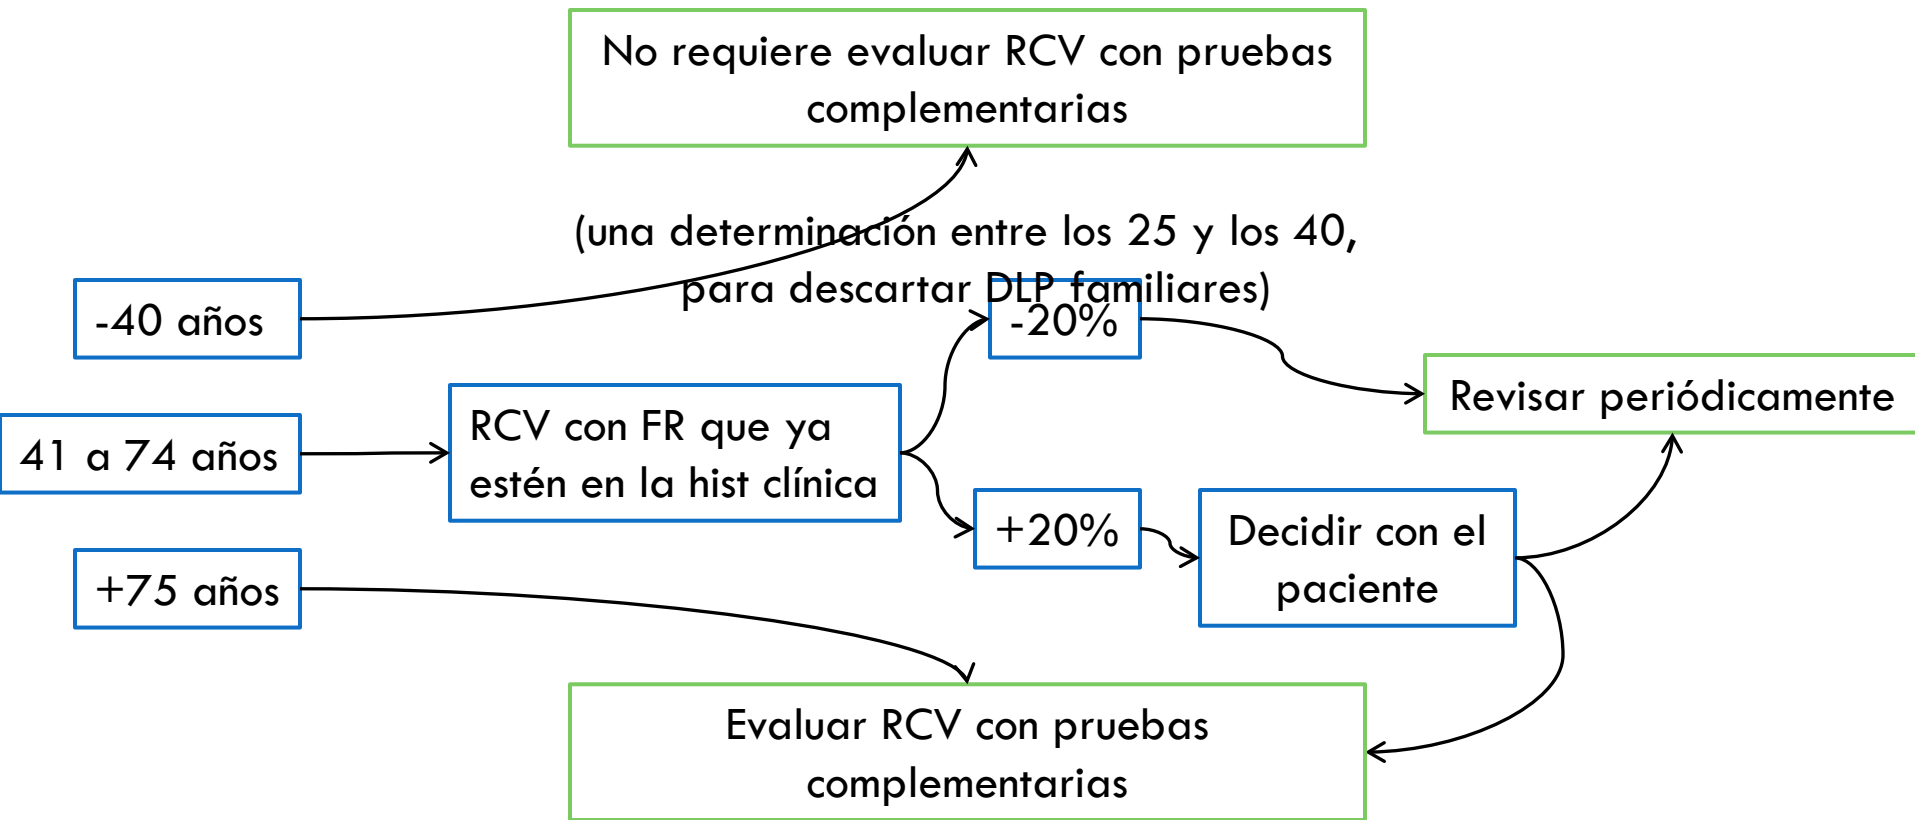 No requiere evaluar RCV con pruebas
complementarias
(una determinación entre los 25 y los 40,
para descartar DLP familiares)
-40 años
-20%
Revisar periódicamente
41 a 74 años
RCV con FR que ya
estén en la hist clínica
+20%
Decidir con el
paciente
+75 años
Evaluar RCV con pruebas
complementarias